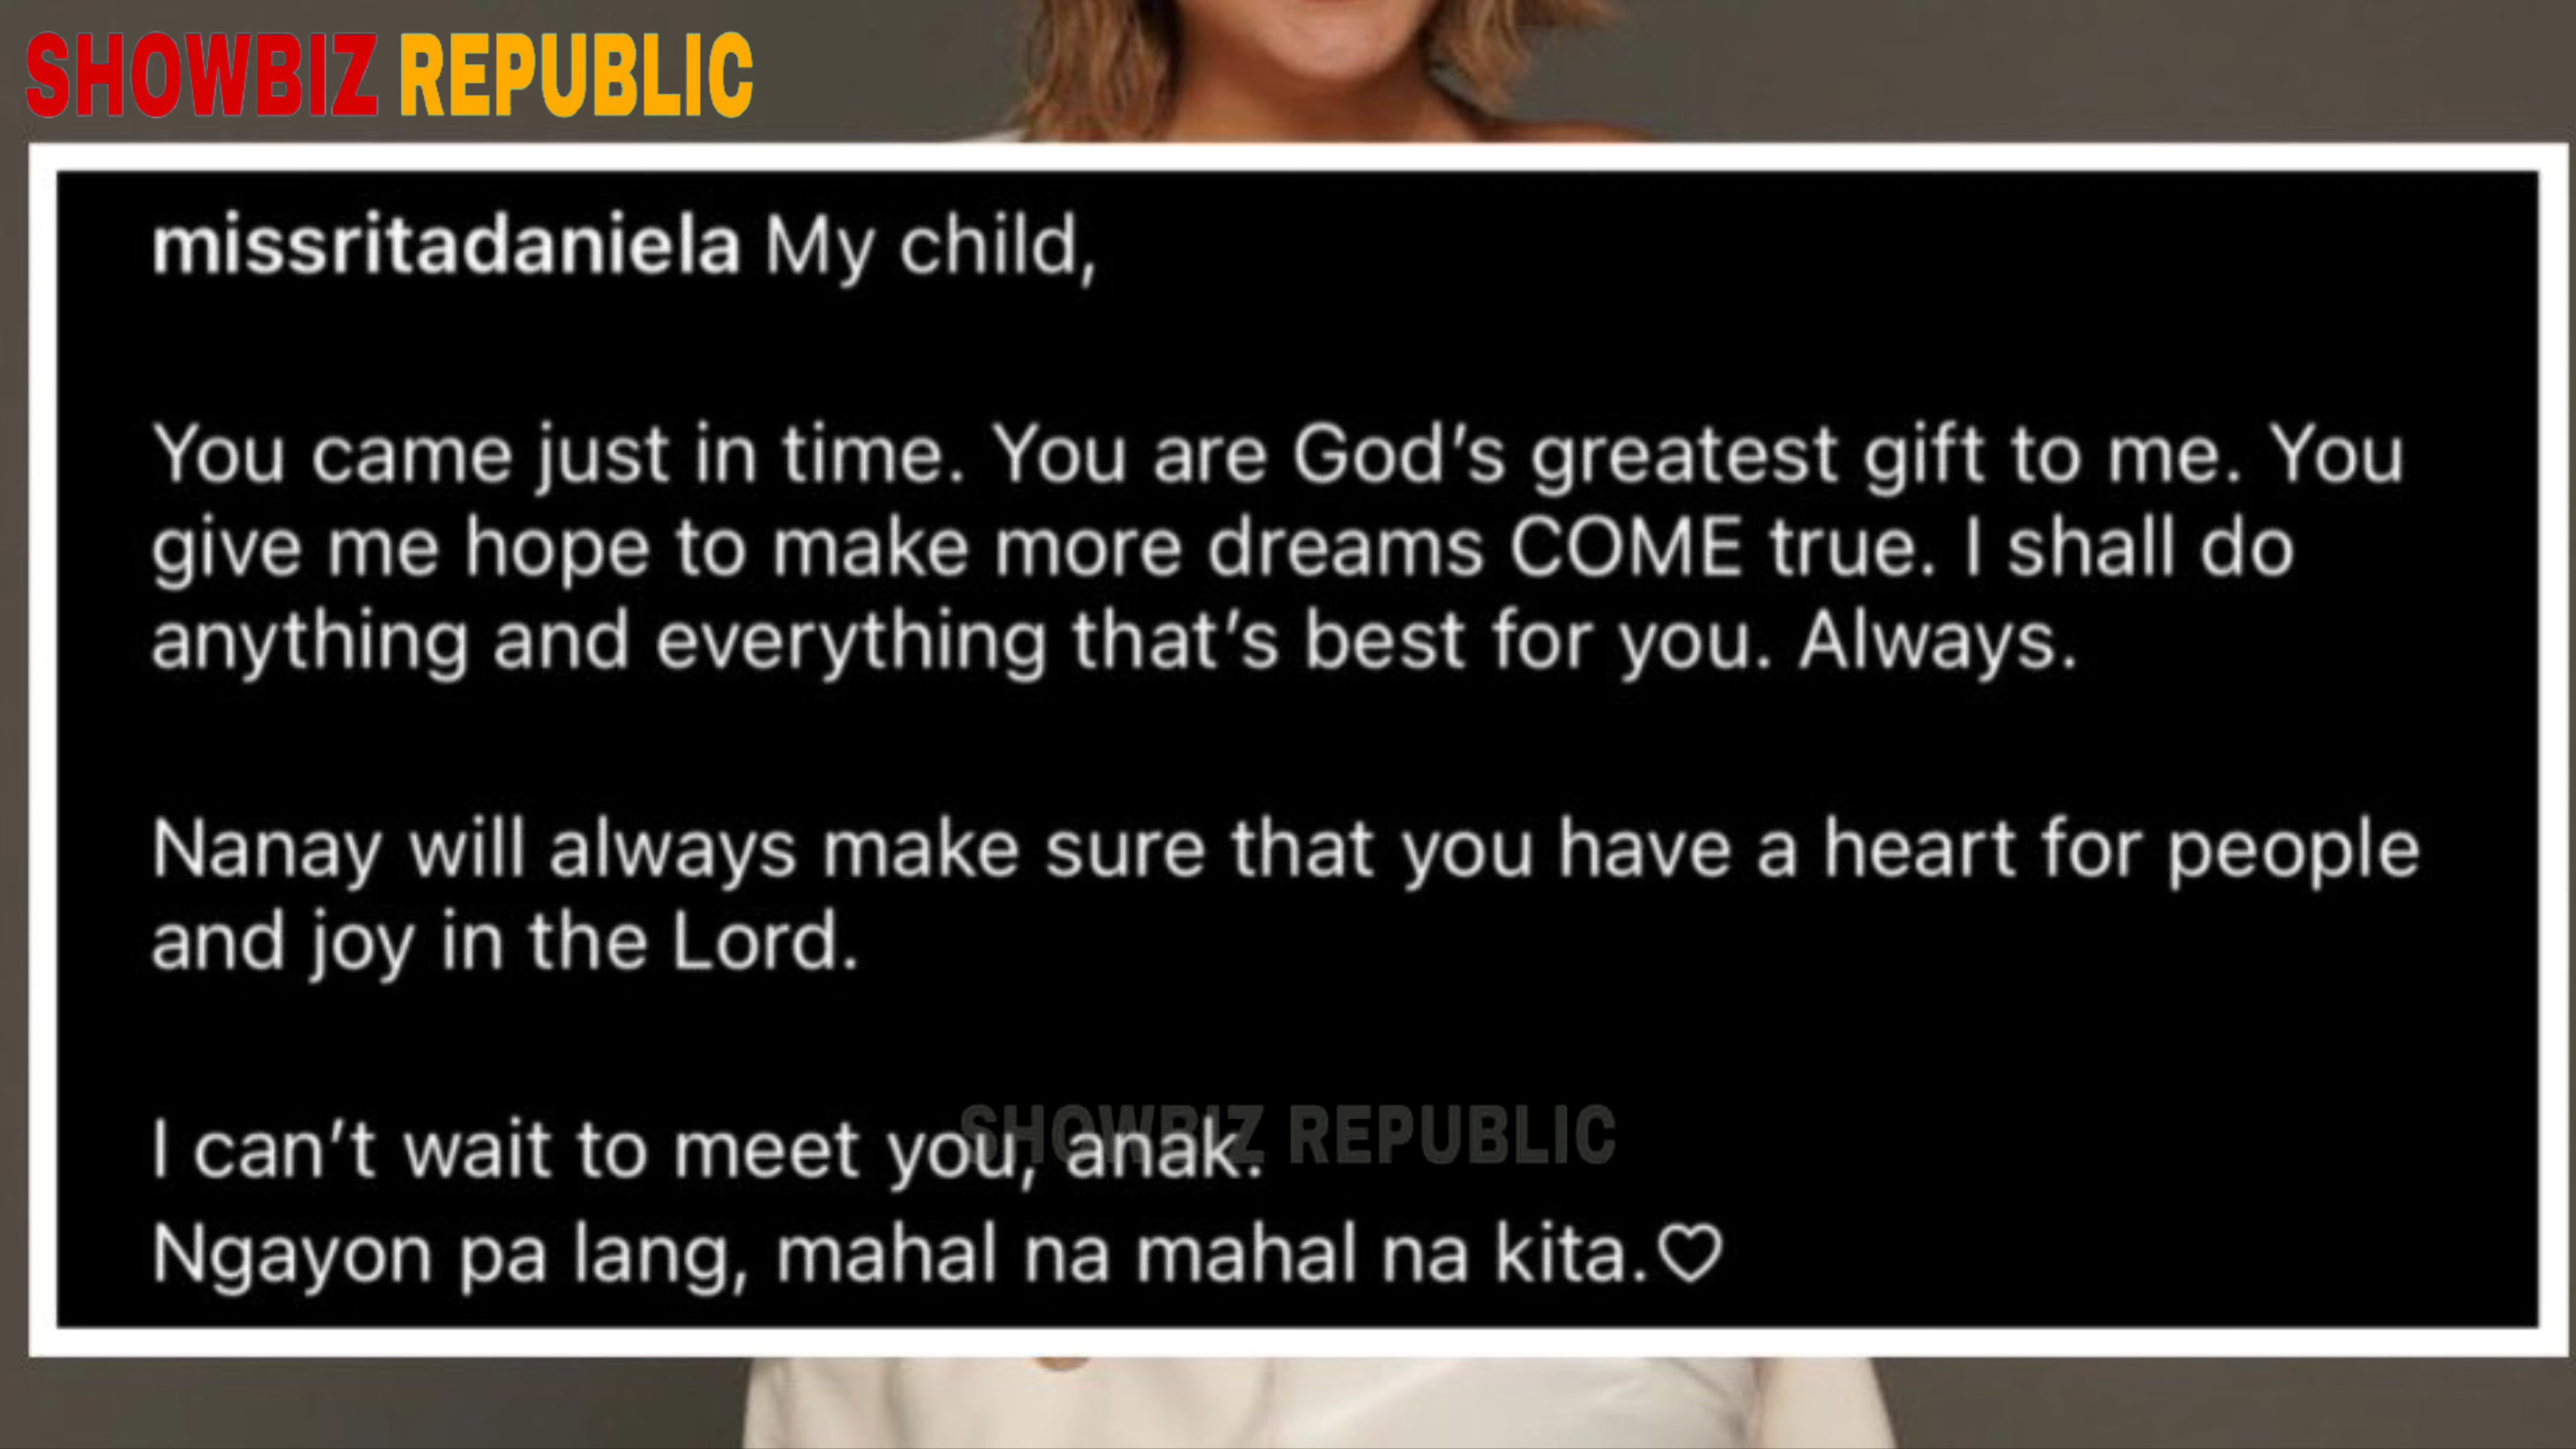 SHOWBIZ REPUBLIC
missritadaniela My child,
You came just in time. You are God's greatest gift to me. You
give me hope to make more dreams COME true. I shall do
anything and everything that's best for you. Always.
Nanay will always make sure that you have a heart for people
and joy in the Lord.
SHOWBIZ REPUBLIC
I can't wait to meet you, anak.
Ngayon pa lang, mahal na mahal na kita.♡